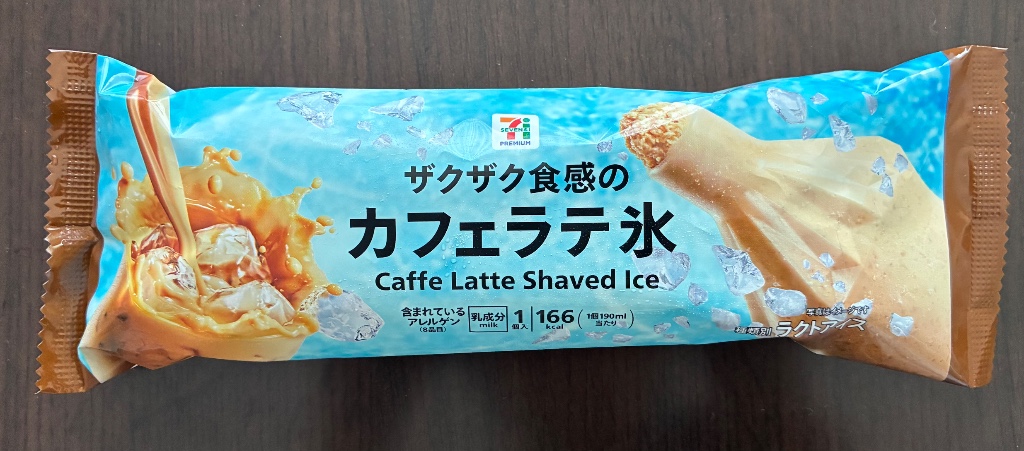 7i
SEVEN&i
PREMIUM
ザクザク食感の
カフェラテ氷
Caffe Latte Shaved Ice
含まれている
アレルゲン
(8品目)
乳成分
milk
1
個入
166
kcal
(1個190ml
当たり)
写真はイメージです
種類別 ラクトアイス